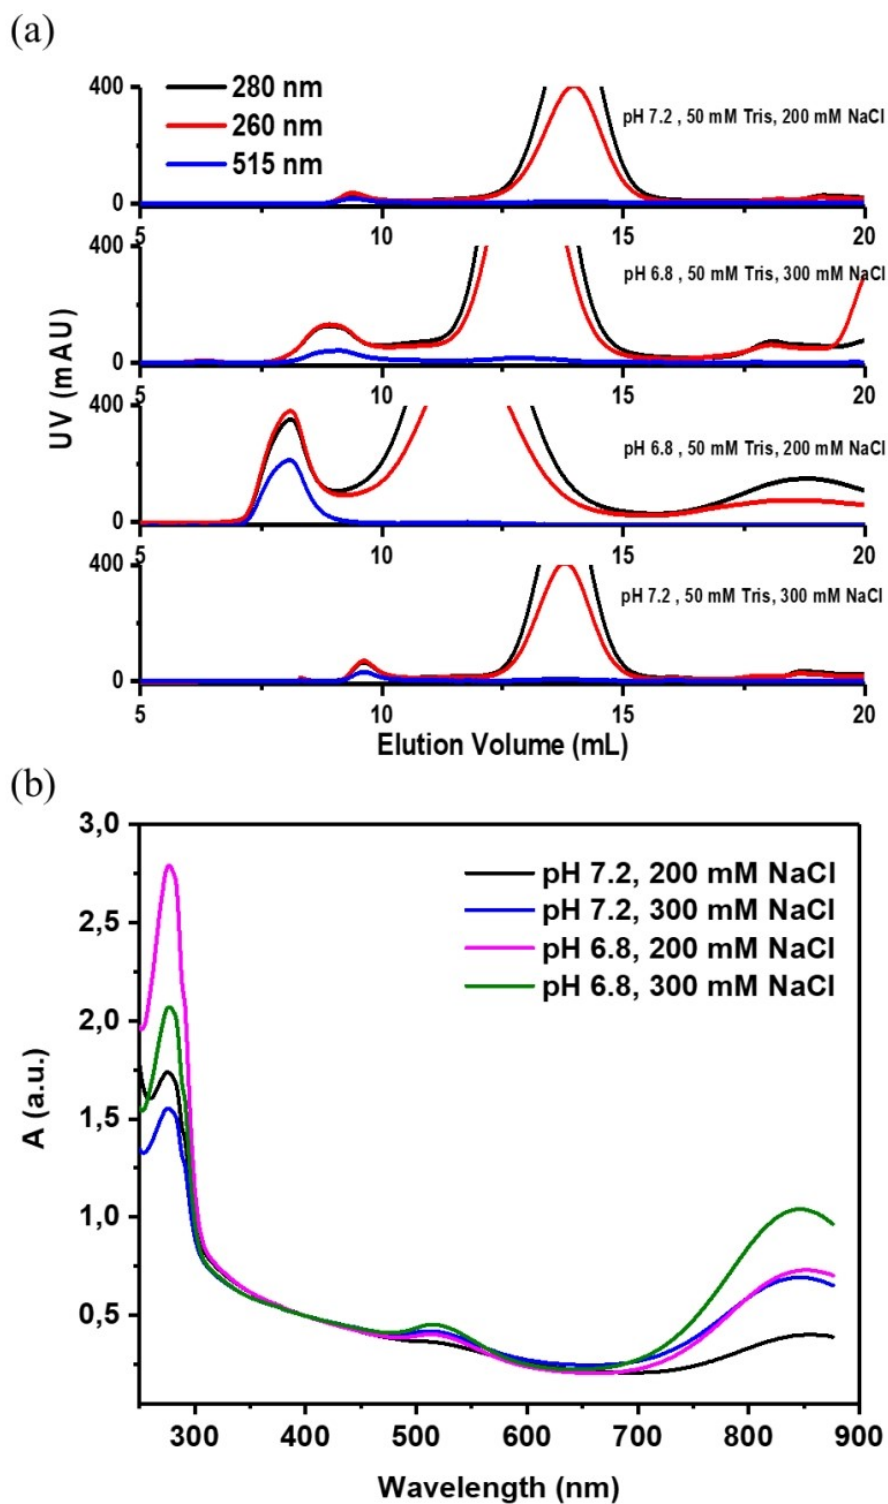 (a)
280 nm
260 nm
515 nm
400
0
pH 7.2 , 50 mM Tris, 200 mM NaCl
5 10 15 20
400
0
pH 6.8 , 50 mM Tris, 300 mM NaCl
5 10 15 20
400
0
pH 6.8 , 50 mM Tris, 200 mM NaCl
5 10 15 20
400
0
pH 7.2 , 50 mM Tris, 300 mM NaCl
5 10 15 20
UV (mAU)
Elution Volume (mL)
(b)
3,0
2,5
2,0
1,5
1,0
0,5
A (a.u.)
pH 7.2, 200 mM NaCl
pH 7.2, 300 mM NaCl
pH 6.8, 200 mM NaCl
pH 6.8, 300 mM NaCl
300 400 500 600 700 800 900
Wavelength (nm)